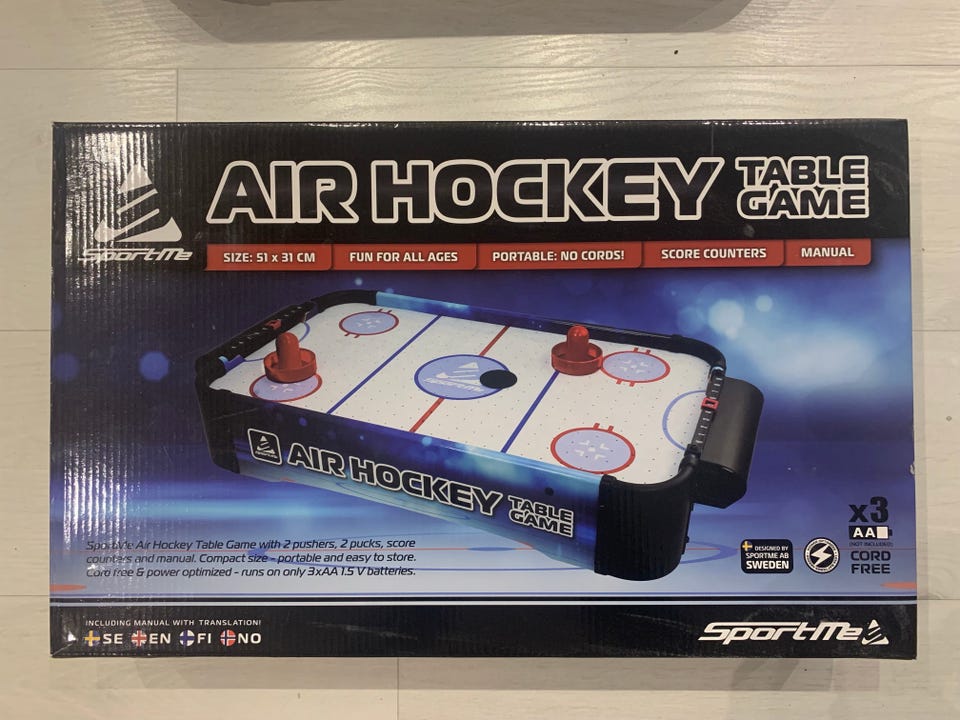 AIR HOCKEY TABLE GAME
SportMe
SIZE: 51 x 31 CM
FUN FOR ALL AGES
PORTABLE: NO CORDS!
SCORE COUNTERS
MANUAL
SportMe
AIR HOCKEY TABLE GAME
SportMe Air Hockey Table Game with 2 pushers, 2 pucks, score
counters and manual. Compact size - portable and easy to store.
Cord free & power optimized - runs on only 3xAA 1.5 V batteries.
DESIGNED BY
SPORTME AB
SWEDEN
x3
AA
(NOT INCLUDED)
CORD
FREE
INCLUDING MANUAL WITH TRANSLATION!
SE EN FI NO
SportMe